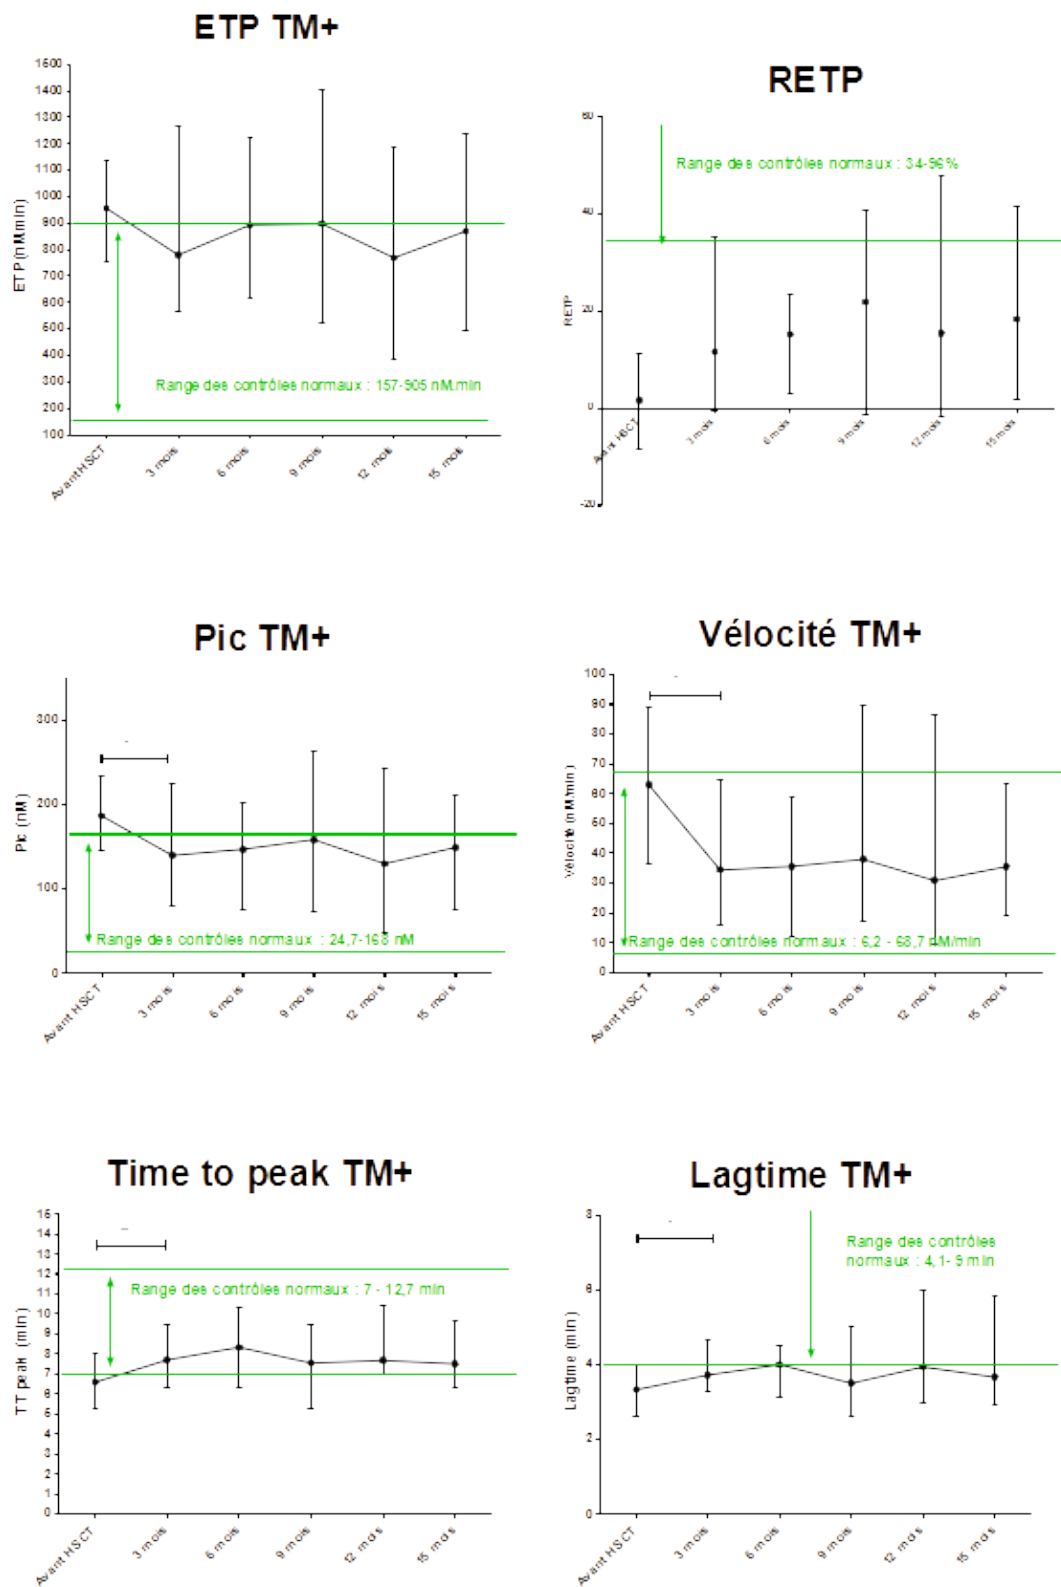 ETP TM+
1500
1400
1300
1200
1100
1000
900
800
700
600
500
400
300
200
100
ETP (nM.min)
Range des contrôles normaux : 157-905 nM.min
Avant HSCT
3 mois
6 mois
9 mois
12 mois
15 mois
RETP
60
40
20
0
-20
RETP
Range des contrôles normaux : 34-96%
Avant HSCT
3 mois
6 mois
9 mois
12 mois
15 mois
Pic TM+
300
200
100
0
Pic (nM)
Range des contrôles normaux : 24,7-168 nM
Avant HSCT
3 mois
6 mois
9 mois
12 mois
15 mois
Vélocité TM+
100
90
80
70
60
50
40
30
20
10
0
Vélocité (nM/min)
Range des contrôles normaux : 6,2 - 68,7 nM/min
Avant HSCT
3 mois
6 mois
9 mois
12 mois
15 mois
Time to peak TM+
15
14
13
12
11
10
9
8
7
6
5
4
3
2
1
0
TT peak (min)
Range des contrôles normaux : 7 - 12,7 min
Avant HSCT
3 mois
6 mois
9 mois
12 mois
15 mois
Lagtime TM+
8
6
4
2
0
Lagtime (min)
Range des contrôles
normaux : 4,1- 9 min
Avant HSCT
3 mois
6 mois
9 mois
12 mois
15 mois